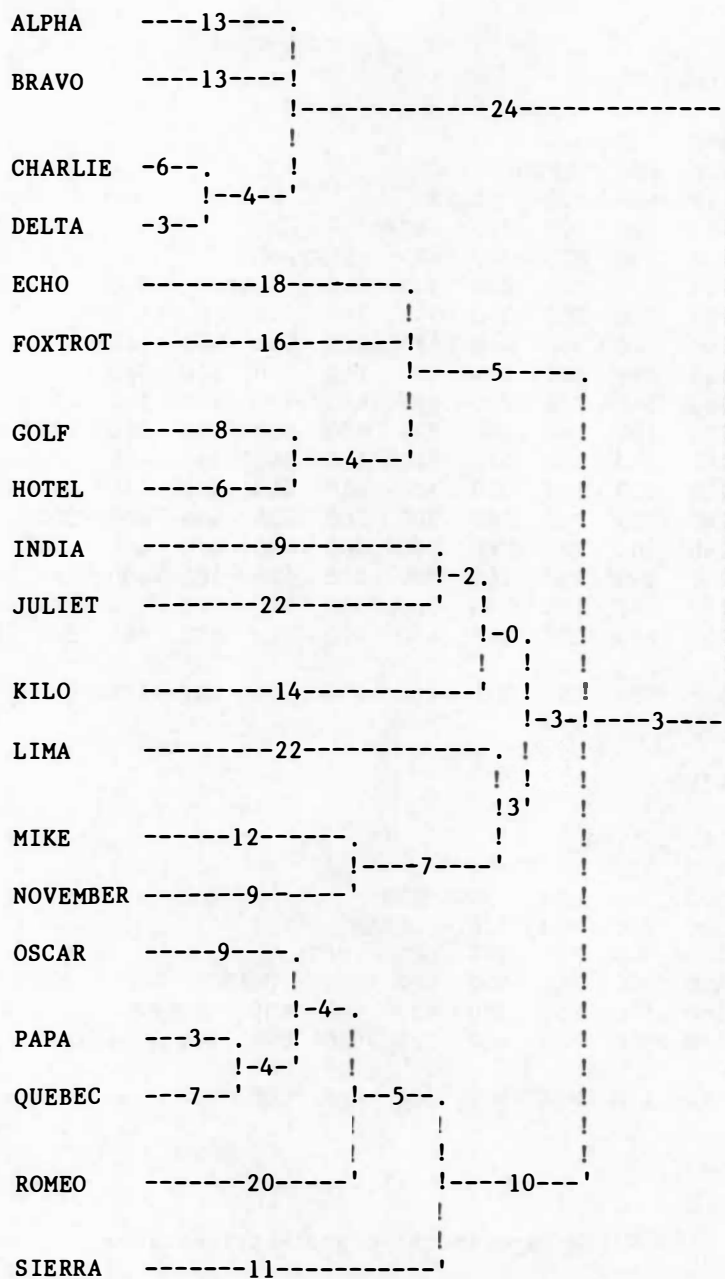 ALPHA ----13----.
BRAVO ----13----!
!-------------24--------------
CHARLIE -6--.
!--4--!
DELTA -3--'
ECHO --------18--------.
FOXTROT --------16--------!
!-----5-----.
GOLF -----8----.
!---4---'
HOTEL -----6----'
INDIA ---------9----------.
!-2.
JULIET ---------22---------'
!-0.
KILO ---------14-----------'
!-3-!----3----
LIMA ---------22-------------.
!3'
MIKE ------12------.
!----7----'
NOVEMBER -------9------'
OSCAR -----9----.
!-4-.
PAPA ---3--.
!-4-'
QUEBEC ---7--'
!--5--.
ROMEO -------20------'
!----10---'
SIERRA -------11-----------'